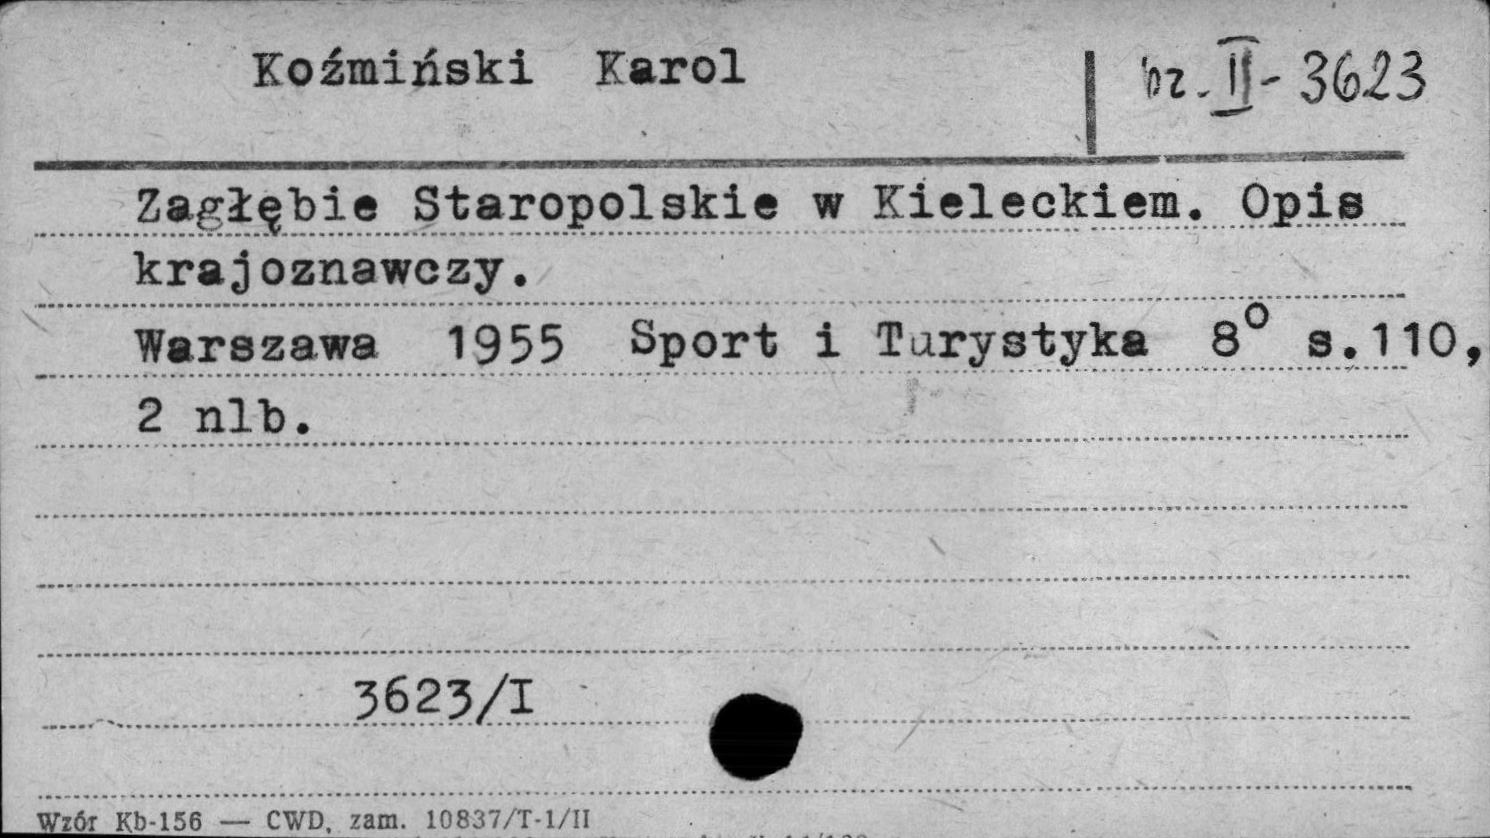 Koźmiński Karol
br. II - 3623
Zagłębie Staropolskie w Kieleckiem. Opis
krajoznawczy.
Warszawa 1955 Sport i Turystyka 8° s.110,
2 nlb.
3623/I
Wzór Kb-156 — CWD, zam. 10837/T-1/II